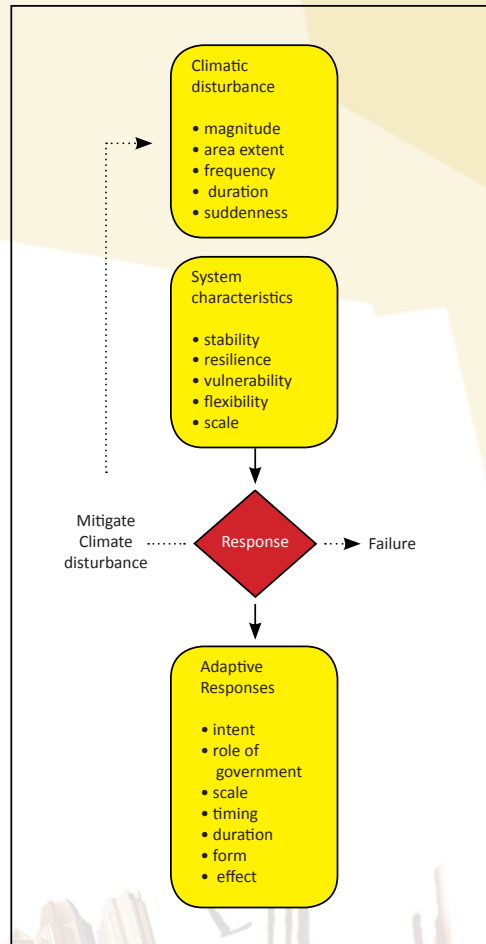 Climatic
disturbance
• magnitude
• area extent
• frequency
• duration
• suddenness
System
characteristics
• stability
• resilience
• vulnerability
• flexibility
• scale
Mitigate
Climate
disturbance
Response
Failure
Adaptive
Responses
• intent
• role of
government
• scale
• timing
• duration
• form
• effect